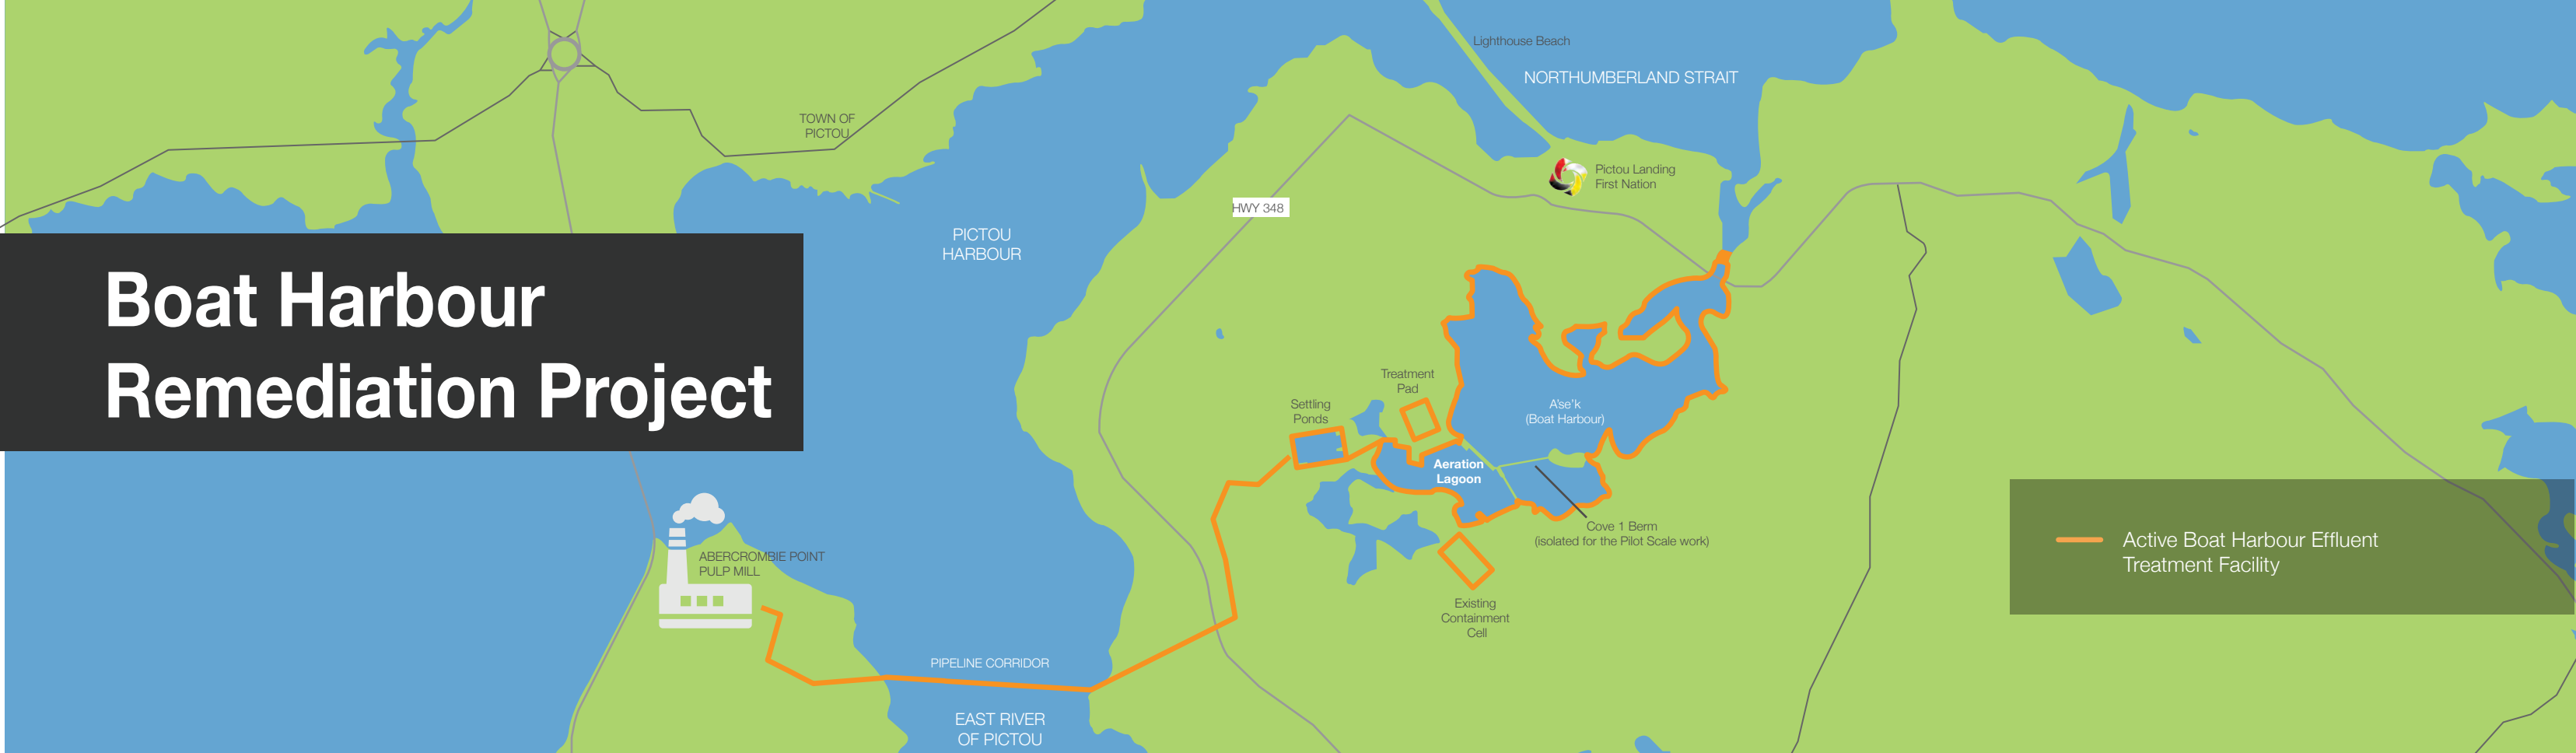 Lighthouse Beach
NORTHUMBERLAND STRAIT
TOWN OF
PICTOU
Pictou Landing
First Nation
HWY 348
PICTOU
HARBOUR
Boat Harbour
Remediation Project
Treatment
Pad
Settling
Ponds
A'se'k
(Boat Harbour)
Aeration
Lagoon
Cove 1 Berm
(isolated for the Pilot Scale work)
Active Boat Harbour Effluent
Treatment Facility
ABERCROMBIE POINT
PULP MILL
Existing
Containment
Cell
PIPELINE CORRIDOR
EAST RIVER
OF PICTOU